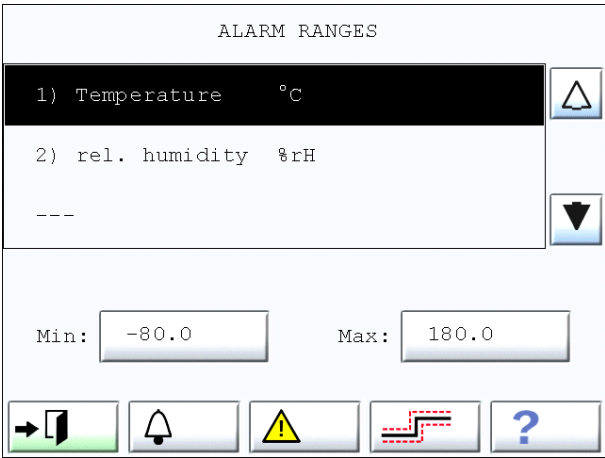 ALARM RANGES
1) Temperature °C
2) rel. humidity %rH
---
Min: -80.0 Max: 180.0
?